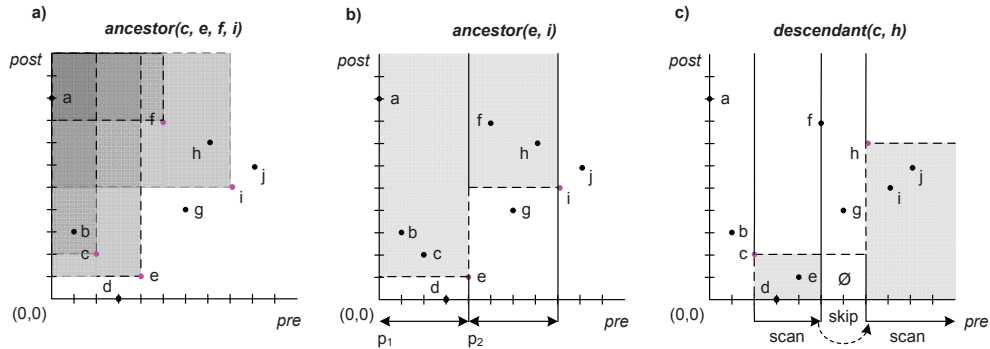 a)
ancestor(c, e, f, i)
post
a
f
h
j
i
g
b
c
e
d
(0,0)
pre
b)
ancestor(e, i)
post
a
f
h
j
i
g
b
c
e
d
(0,0)
pre
p1
p2
c)
descendant(c, h)
post
a
f
h
j
i
g
b
c
e
Ø
d
(0,0)
skip
pre
scan
scan